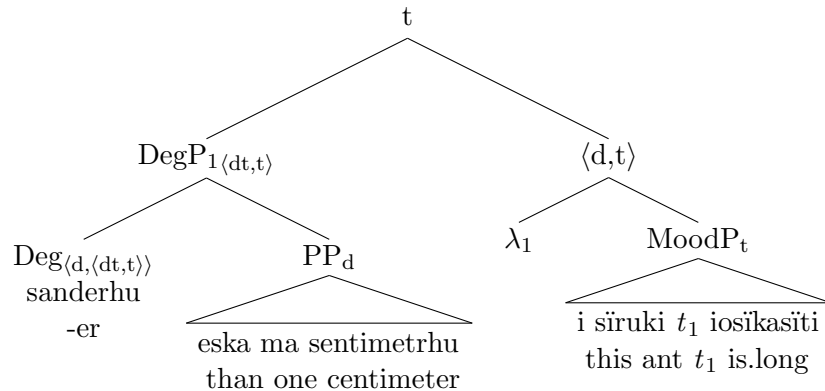 t
DegP₁⟨dt,t⟩ ⟨d,t⟩
Deg⟨d,⟨dt,t⟩⟩ PPd λ₁ MoodPt
sanderhu
-er
eska ma sentimetrhu
than one centimeter
i sïruki t₁ iosïkasïti
this ant t₁ is.long